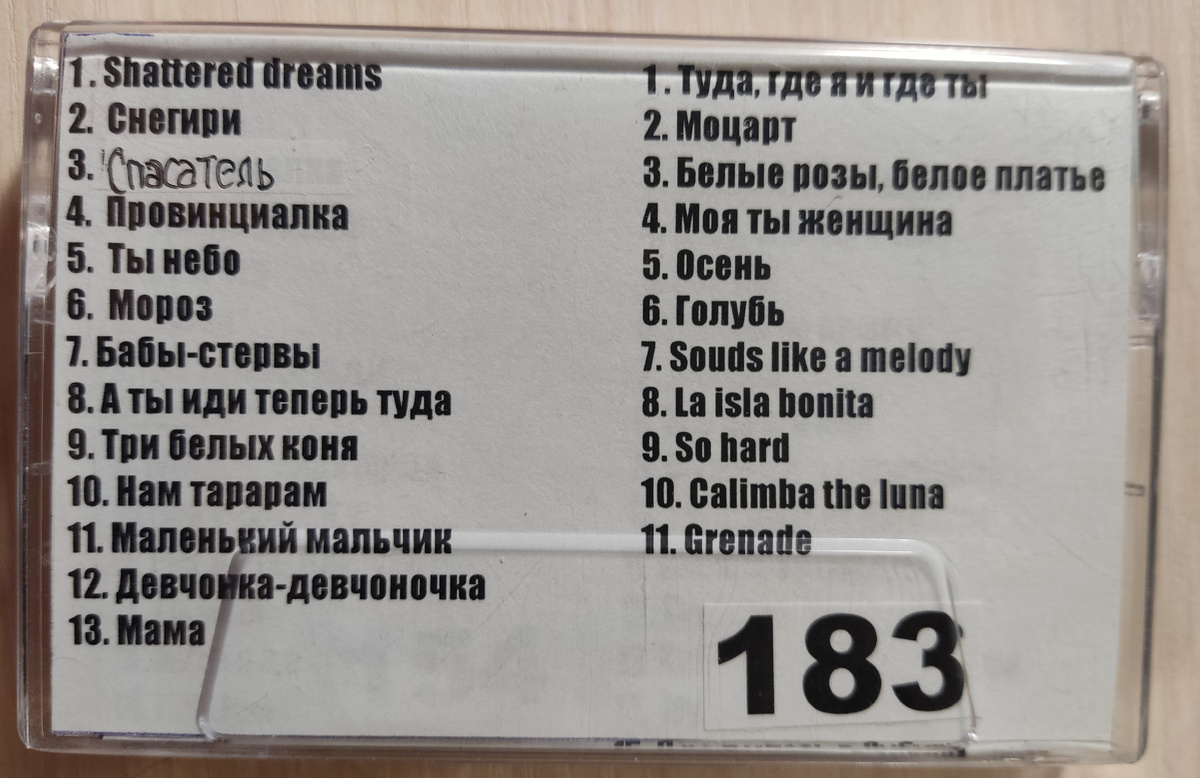 1. Shattered dreams
2. Снегири
3. Спасатель
4. Провинциалка
5. Ты небо
6. Мороз
7. Бабы-стервы
8. А ты иди теперь туда
9. Три белых коня
10. Нам тарарам
11. Маленький мальчик
12. Девчонка-девчоночка
13. Мама
1. Туда, где я и где ты
2. Моцарт
3. Белые розы, белое платье
4. Моя ты женщина
5. Осень
6. Голубь
7. Souds like a melody
8. La isla bonita
9. So hard
10. Calimba the luna
11. Grenade
183